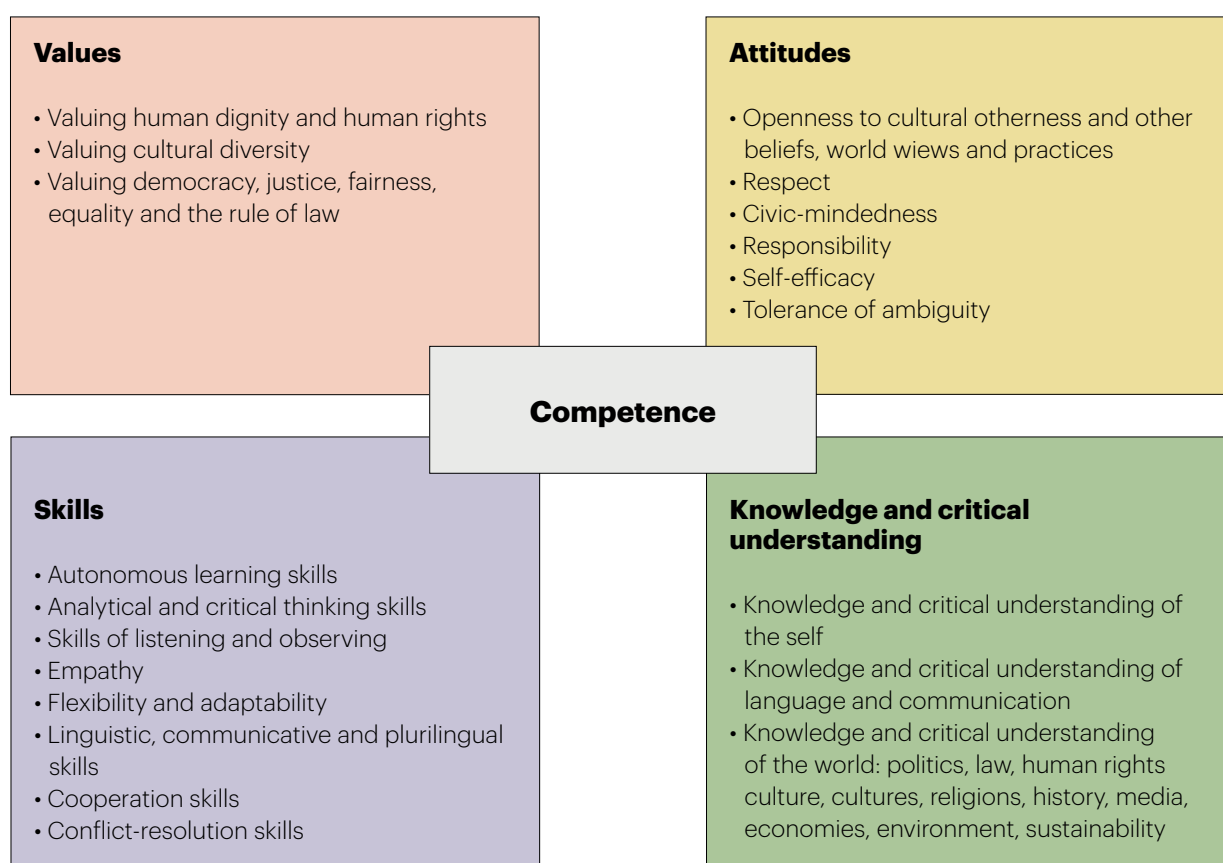 Values
• Valuing human dignity and human rights
• Valuing cultural diversity
• Valuing democracy, justice, fairness,
equality and the rule of law
Attitudes
• Openness to cultural otherness and other
beliefs, world wiews and practices
• Respect
• Civic-mindedness
• Responsibility
• Self-efficacy
• Tolerance of ambiguity
Competence
Skills
• Autonomous learning skills
• Analytical and critical thinking skills
• Skills of listening and observing
• Empathy
• Flexibility and adaptability
• Linguistic, communicative and plurilingual
skills
• Cooperation skills
• Conflict-resolution skills
Knowledge and critical
understanding
• Knowledge and critical understanding of
the self
• Knowledge and critical understanding of
language and communication
• Knowledge and critical understanding
of the world: politics, law, human rights
culture, cultures, religions, history, media,
economies, environment, sustainability